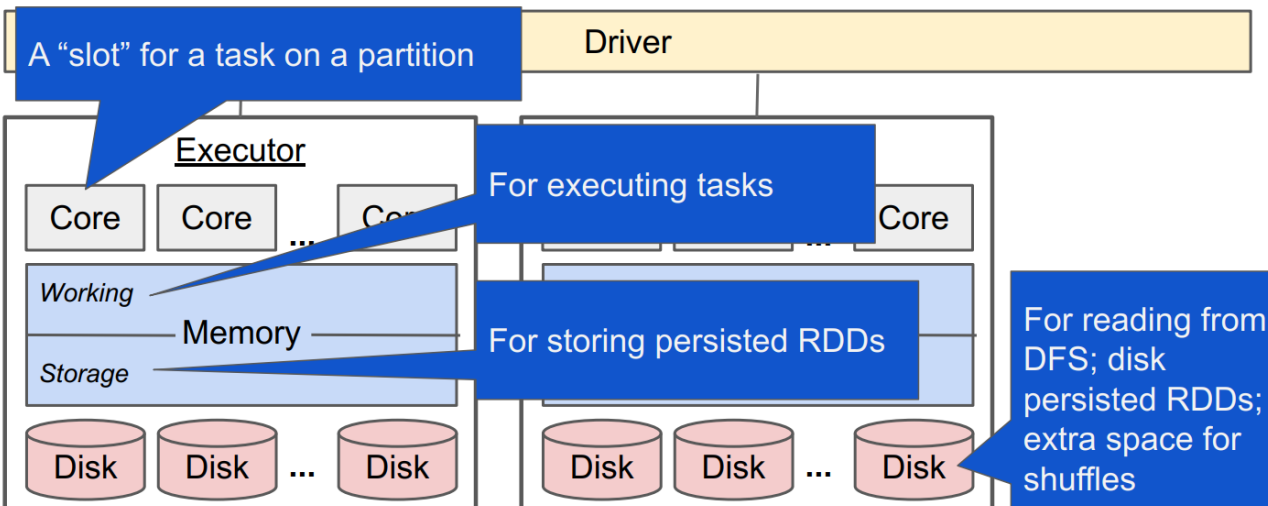 A “slot” for a task on a partition
Driver
Executor
For executing tasks
Core
Core
...
Core
...
Core
Working
Memory
Storage
For storing persisted RDDs
For reading from
DFS; disk
persisted RDDs;
extra space for
shuffles
Disk
Disk
...
Disk
Disk
Disk
...
Disk